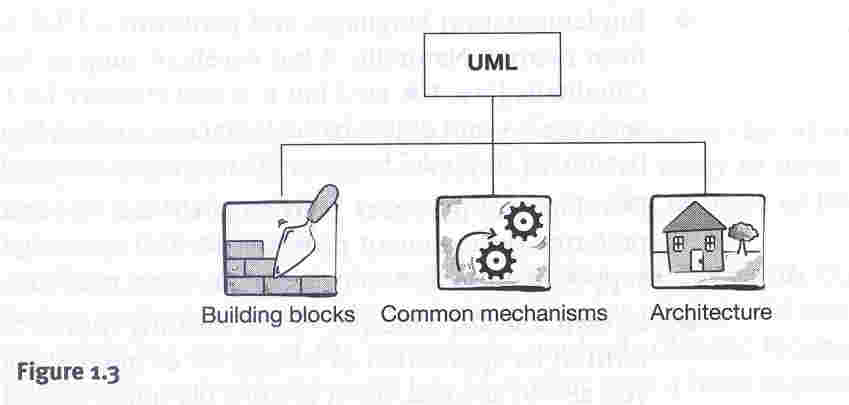 UML
Building blocks Common mechanisms Architecture
Figure 1.3